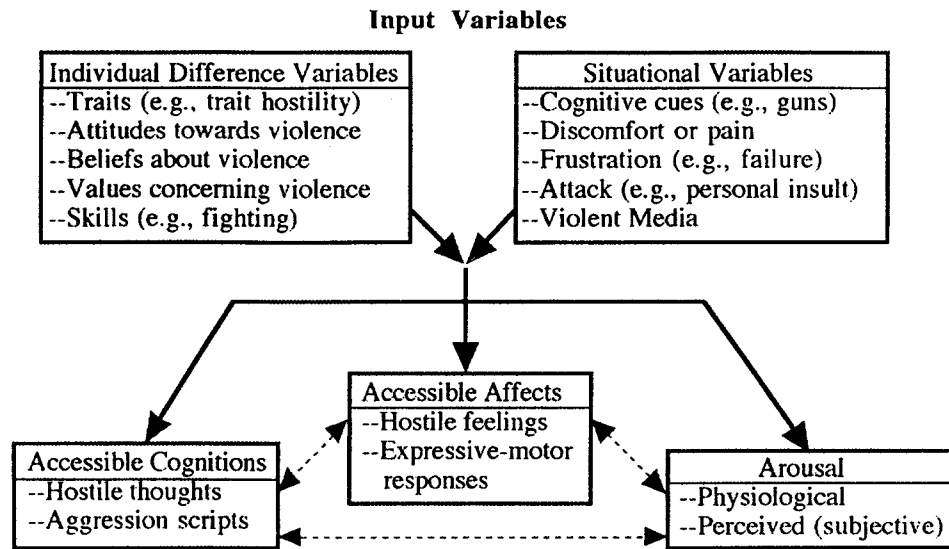 Input Variables
Individual Difference Variables
--Traits (e.g., trait hostility)
--Attitudes towards violence
--Beliefs about violence
--Values concerning violence
--Skills (e.g., fighting)
Situational Variables
--Cognitive cues (e.g., guns)
--Discomfort or pain
--Frustration (e.g., failure)
--Attack (e.g., personal insult)
--Violent Media
Accessible Affects
--Hostile feelings
--Expressive-motor
responses
Accessible Cognitions
--Hostile thoughts
--Aggression scripts
Arousal
--Physiological
--Perceived (subjective)